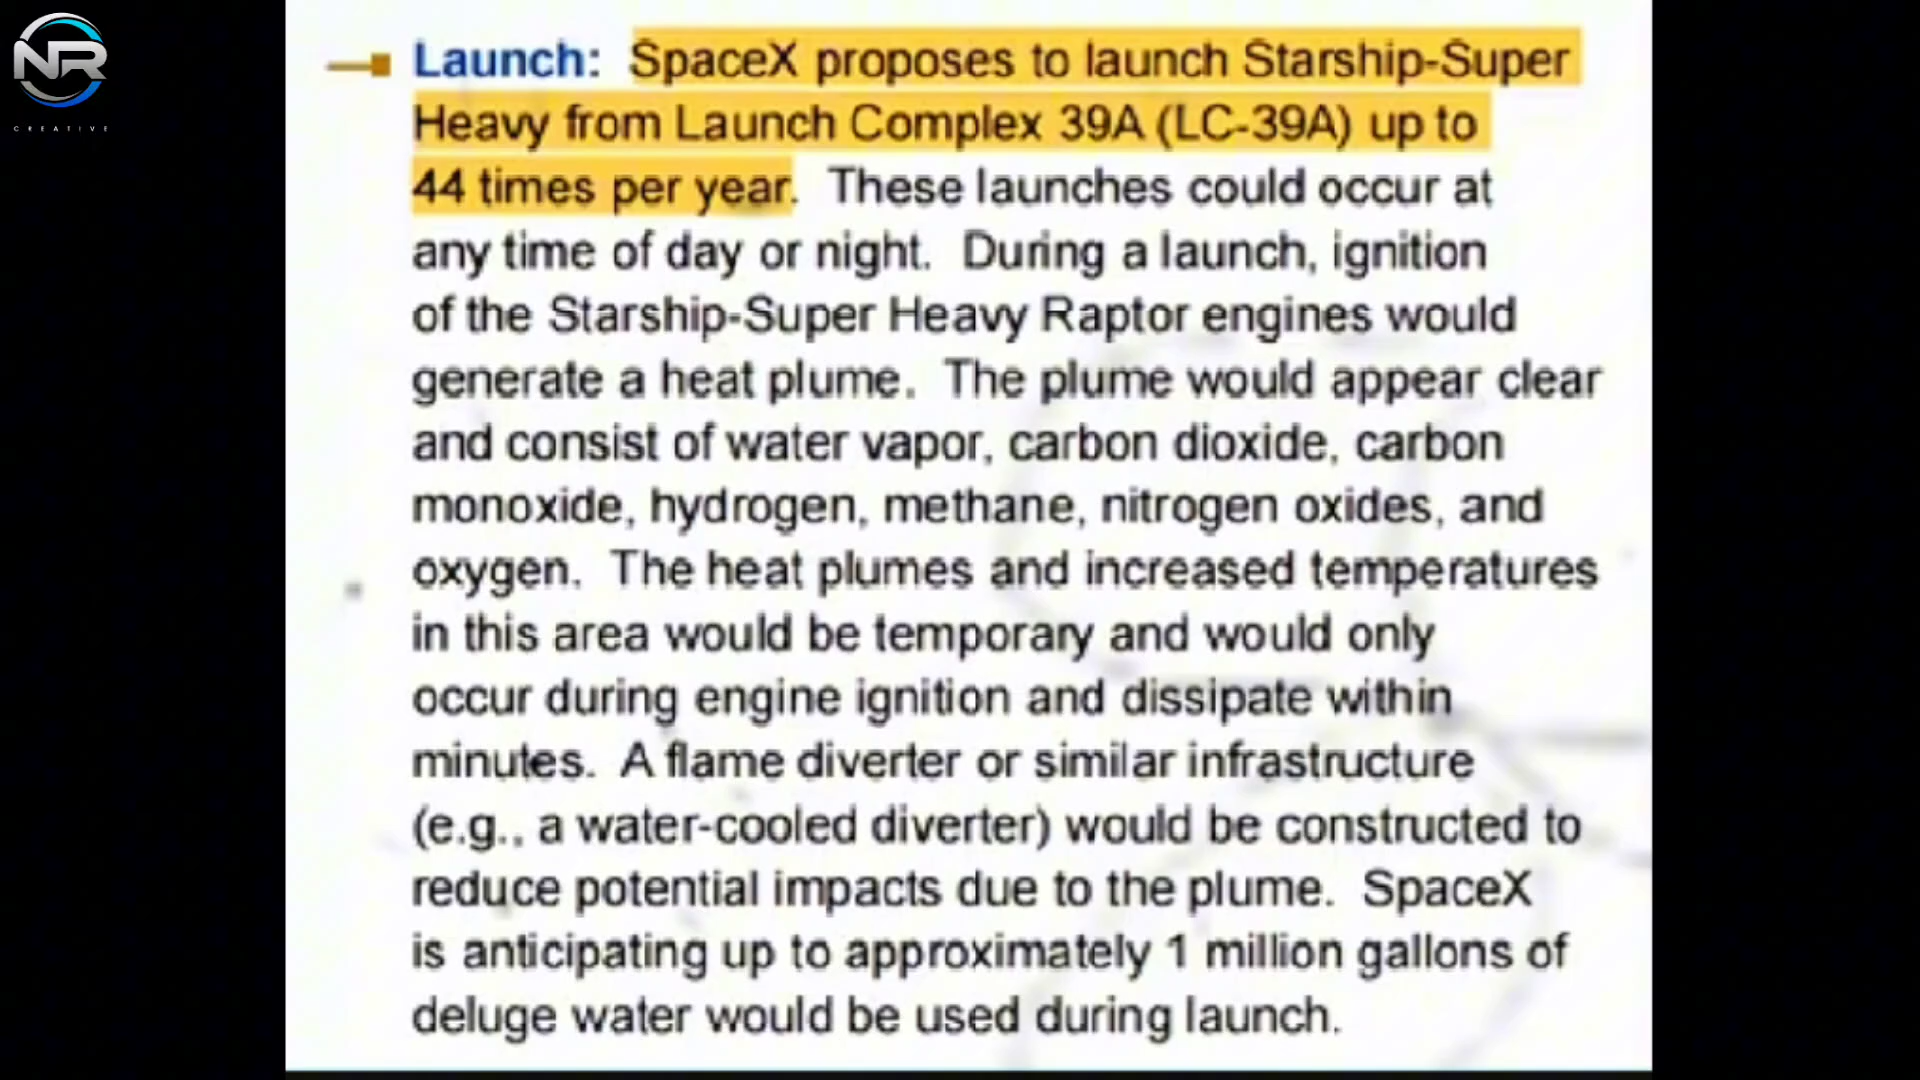 NR
CREATIVE
Launch: SpaceX proposes to launch Starship-Super
Heavy from Launch Complex 39A (LC-39A) up to
44 times per year. These launches could occur at
any time of day or night. During a launch, ignition
of the Starship-Super Heavy Raptor engines would
generate a heat plume. The plume would appear clear
and consist of water vapor, carbon dioxide, carbon
monoxide, hydrogen, methane, nitrogen oxides, and
oxygen. The heat plumes and increased temperatures
in this area would be temporary and would only
occur during engine ignition and dissipate within
minutes. A flame diverter or similar infrastructure
(e.g., a water-cooled diverter) would be constructed to
reduce potential impacts due to the plume. SpaceX
is anticipating up to approximately 1 million gallons of
deluge water would be used during launch.